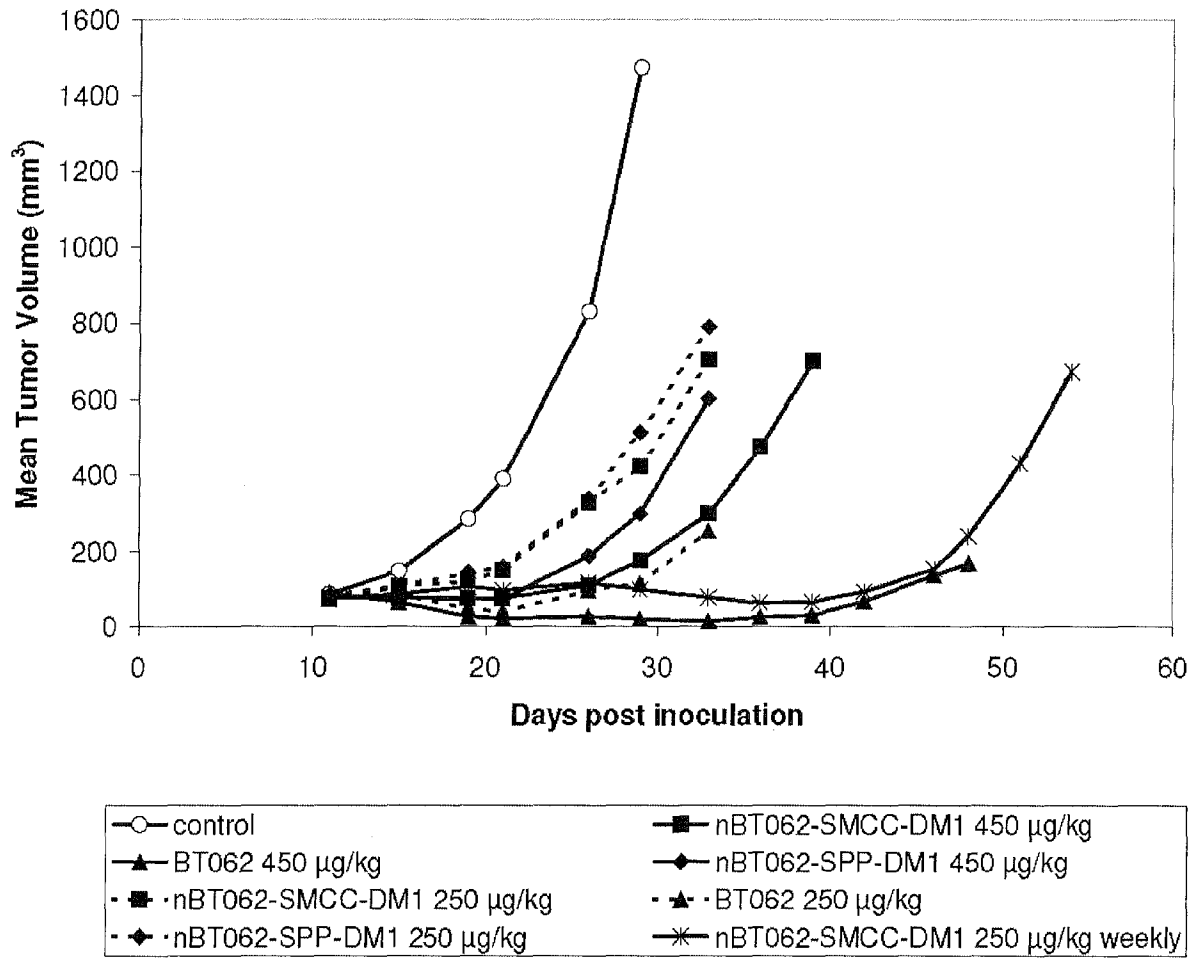 1600
1400
1200
1000
800
600
400
200
0
Mean Tumor Volume (mm³)
0 10 20 30 40 50 60
Days post inoculation
control
nBT062-SMCC-DM1 450 µg/kg
BT062 450 µg/kg
nBT062-SPP-DM1 450 µg/kg
nBT062-SMCC-DM1 250 µg/kg
BT062 250 µg/kg
nBT062-SPP-DM1 250 µg/kg
nBT062-SMCC-DM1 250 µg/kg weekly